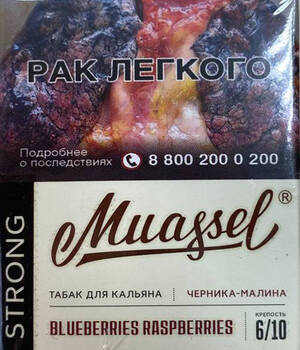 РАК ЛЕГКОГО
Подробнее
о последствиях 8 800 200 0 200
STRONG
Muassel®
ТАБАК ДЛЯ КАЛЬЯНА ЧЕРНИКА-МАЛИНА
BLUEBERRIES RASPBERRIES КРЕПОСТЬ 6/10